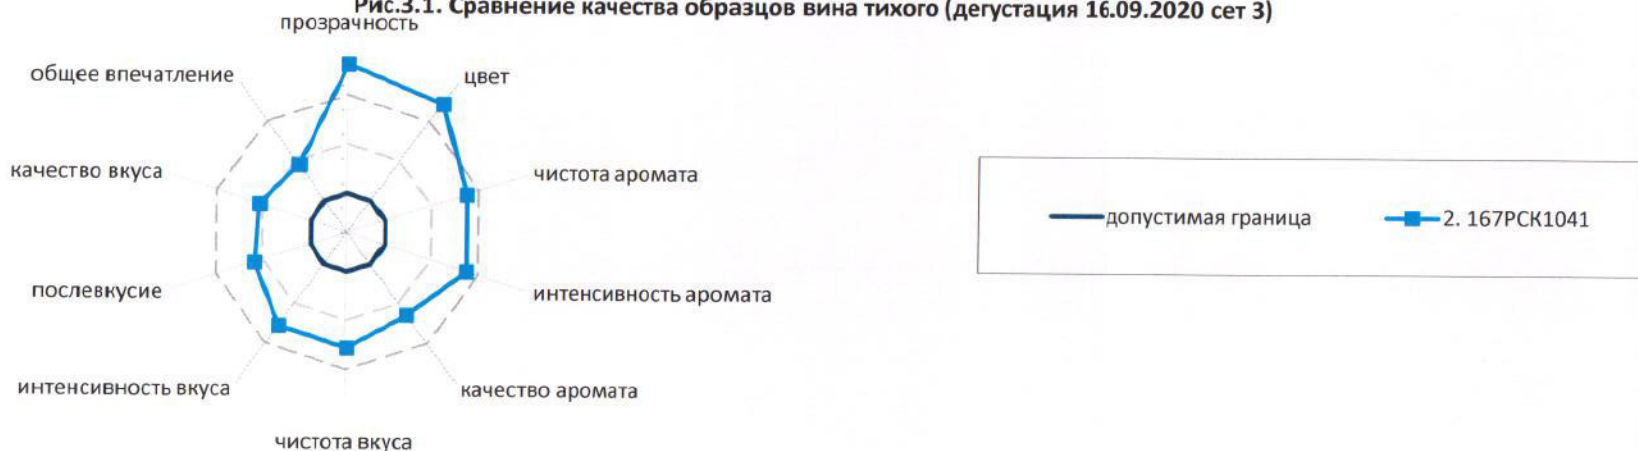 Рис.3.1. Сравнение качества образцов вина тихого (дегустация 16.09.2020 сет 3)
прозрачность
общее впечатление
цвет
качество вкуса
чистота аромата
допустимая граница
2. 167РСК1041
послевкусие
интенсивность аромата
интенсивность вкуса
качество аромата
чистота вкуса